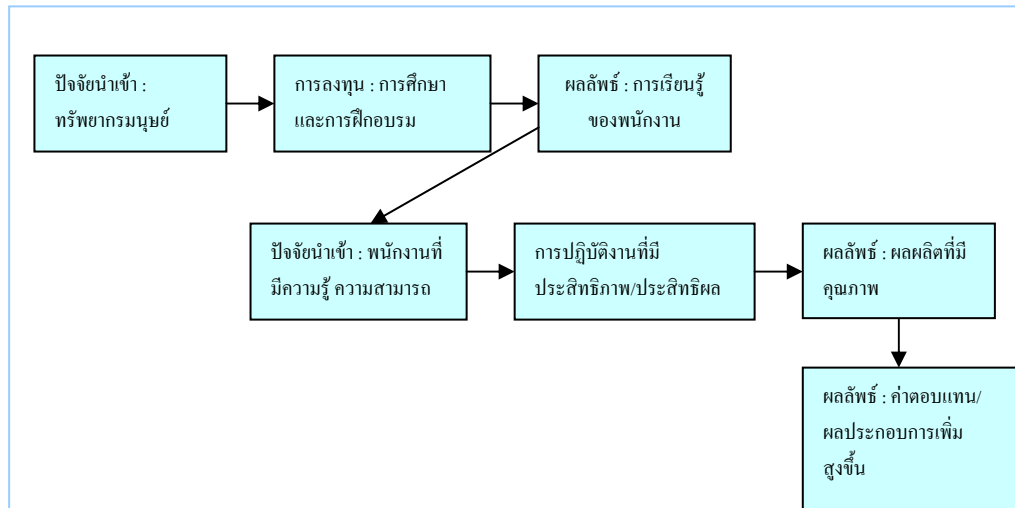 ปัจจัยนำเข้า :
ทรัพยากรมนุษย์
การลงทุน : การศึกษา
และการฝึกอบรม
ผลลัพธ์ : การเรียนรู้
ของพนักงาน
ปัจจัยนำเข้า : พนักงานที่
มีความรู้ ความสามารถ
การปฏิบัติงานที่มี
ประสิทธิภาพ/ประสิทธิผล
ผลลัพธ์ : ผลผลิตที่มี
คุณภาพ
ผลลัพธ์ : ค่าตอบแทน/
ผลประกอบการเพิ่ม
สูงขึ้น